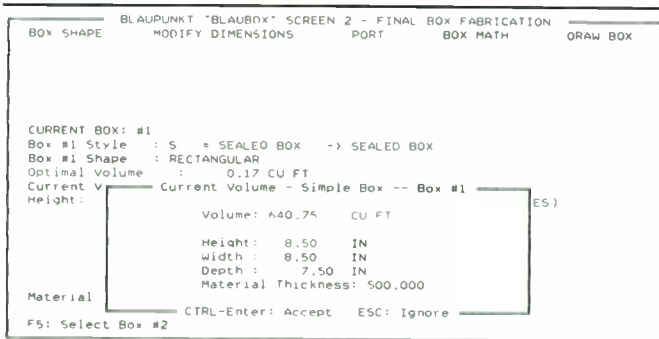 BLAUPUNKT "BLAUBOX" SCREEN 2 - FINAL BOX FABRICATION
BOX SHAPE MODIFY DIMENSIONS PORT BOX MATH DRAW BOX
CURRENT BOX: #1
Box #1 Style : S = SEALED BOX -> SEALED BOX
Box #1 Shape : RECTANGULAR
Optimal Volume : 0.17 CU FT
Current V
Current Volume - Simple Box -- Box #1
Height:
ES)
Volume: 640.75 CU FT
Height: 8.50 IN
Width : 8.50 IN
Depth : 7.50 IN
Material Thickness: 500.000
Material
CTRL-Enter: Accept ESC: Ignore
F5: Select Box #2